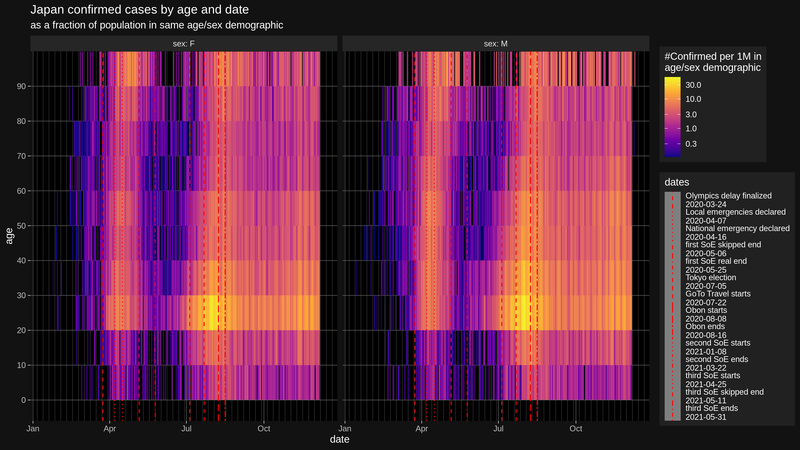 Japan confirmed cases by age and date
as a fraction of population in same age/sex demographic
sex: F
sex: M
90
80
70
60
50
40
30
20
10
0
age
Jan
Apr
Jul
Oct
Jan
Apr
Jul
Oct
date
#Confirmed per 1M in
age/sex demographic
30.0
10.0
3.0
1.0
0.3
dates
Olympics delay finalized
2020-03-24
Local emergencies declared
2020-04-07
National emergency declared
2020-04-16
first SoE skipped end
2020-05-06
first SoE real end
2020-05-25
Tokyo election
2020-07-05
GoTo Travel starts
2020-07-22
Obon starts
2020-08-08
Obon ends
2020-08-16
second SoE starts
2021-01-08
second SoE ends
2021-03-22
third SoE starts
2021-04-25
third SoE skipped end
2021-05-11
third SoE ends
2021-05-31